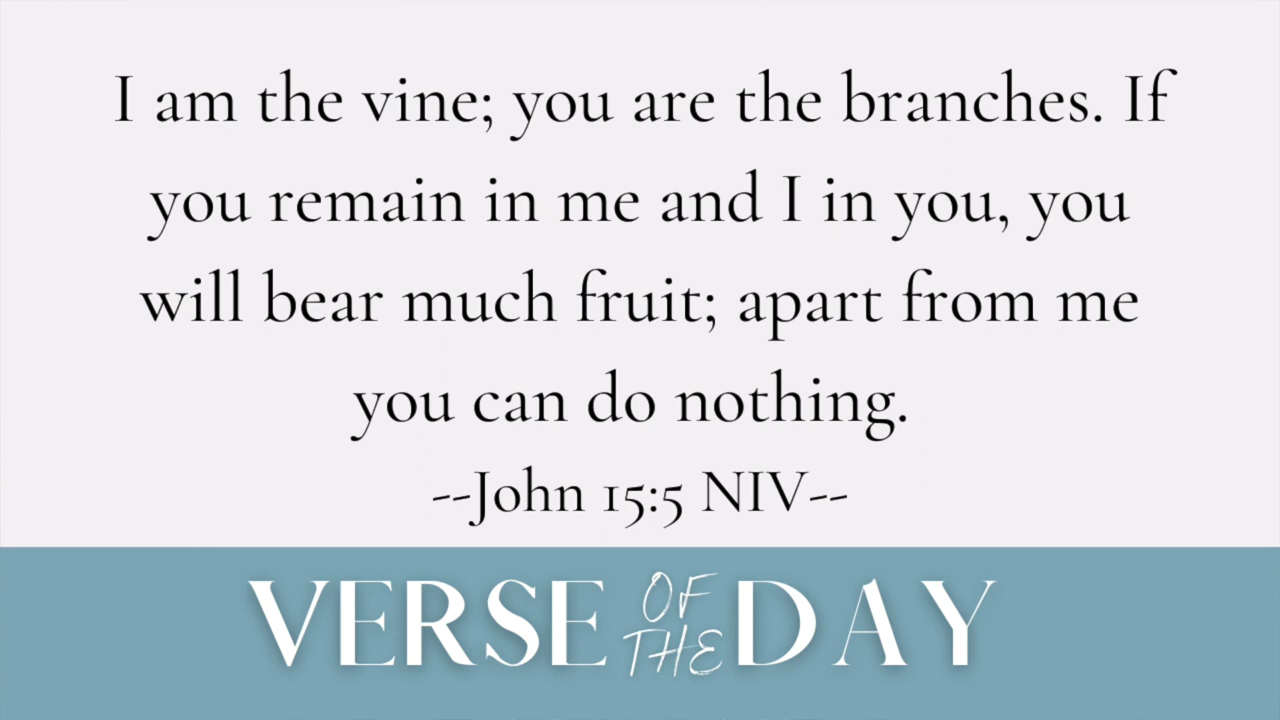 I am the vine; you are the branches. If
you remain in me and I in you, you
will bear much fruit; apart from me
you can do nothing.
--John 15:5 NIV--
VERSE OF THE DAY